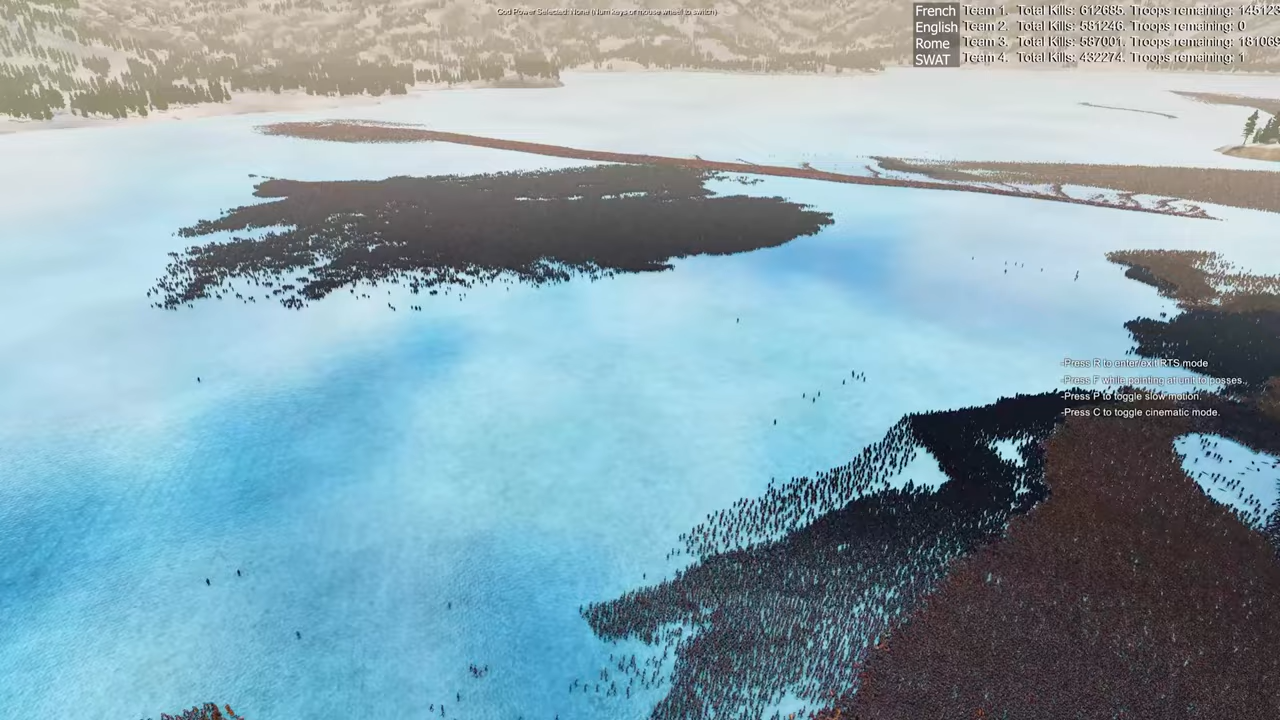 God Power Selected: None (Num keys or mouse wheel to switch)
French Team 1. Total Kills: 612685. Troops remaining: 145123
English Team 2. Total Kills: 581246. Troops remaining: 0
Rome Team 3. Total Kills: 587001. Troops remaining: 181069
SWAT Team 4. Total Kills: 432274. Troops remaining: 1
-Press R to enter/exit RTS mode
-Press F while pointing at unit to posses.
-Press P to toggle slow motion.
-Press C to toggle cinematic mode.